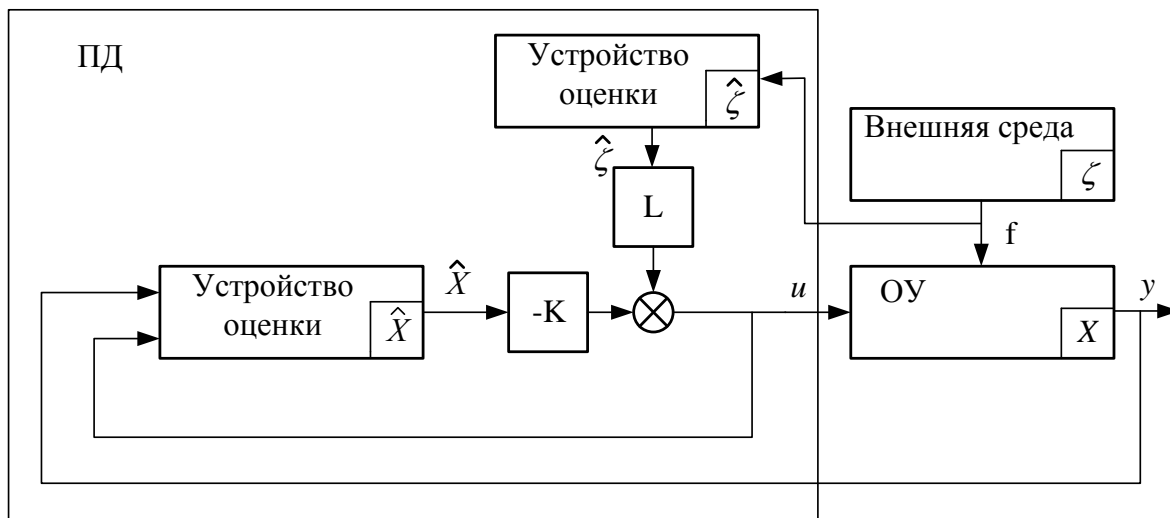 ПД
Устройство
оценки
ζ̂
ζ̂
L
Внешняя среда
ζ
f
Устройство
оценки
X̂
X̂
-K
u
ОУ
X
y